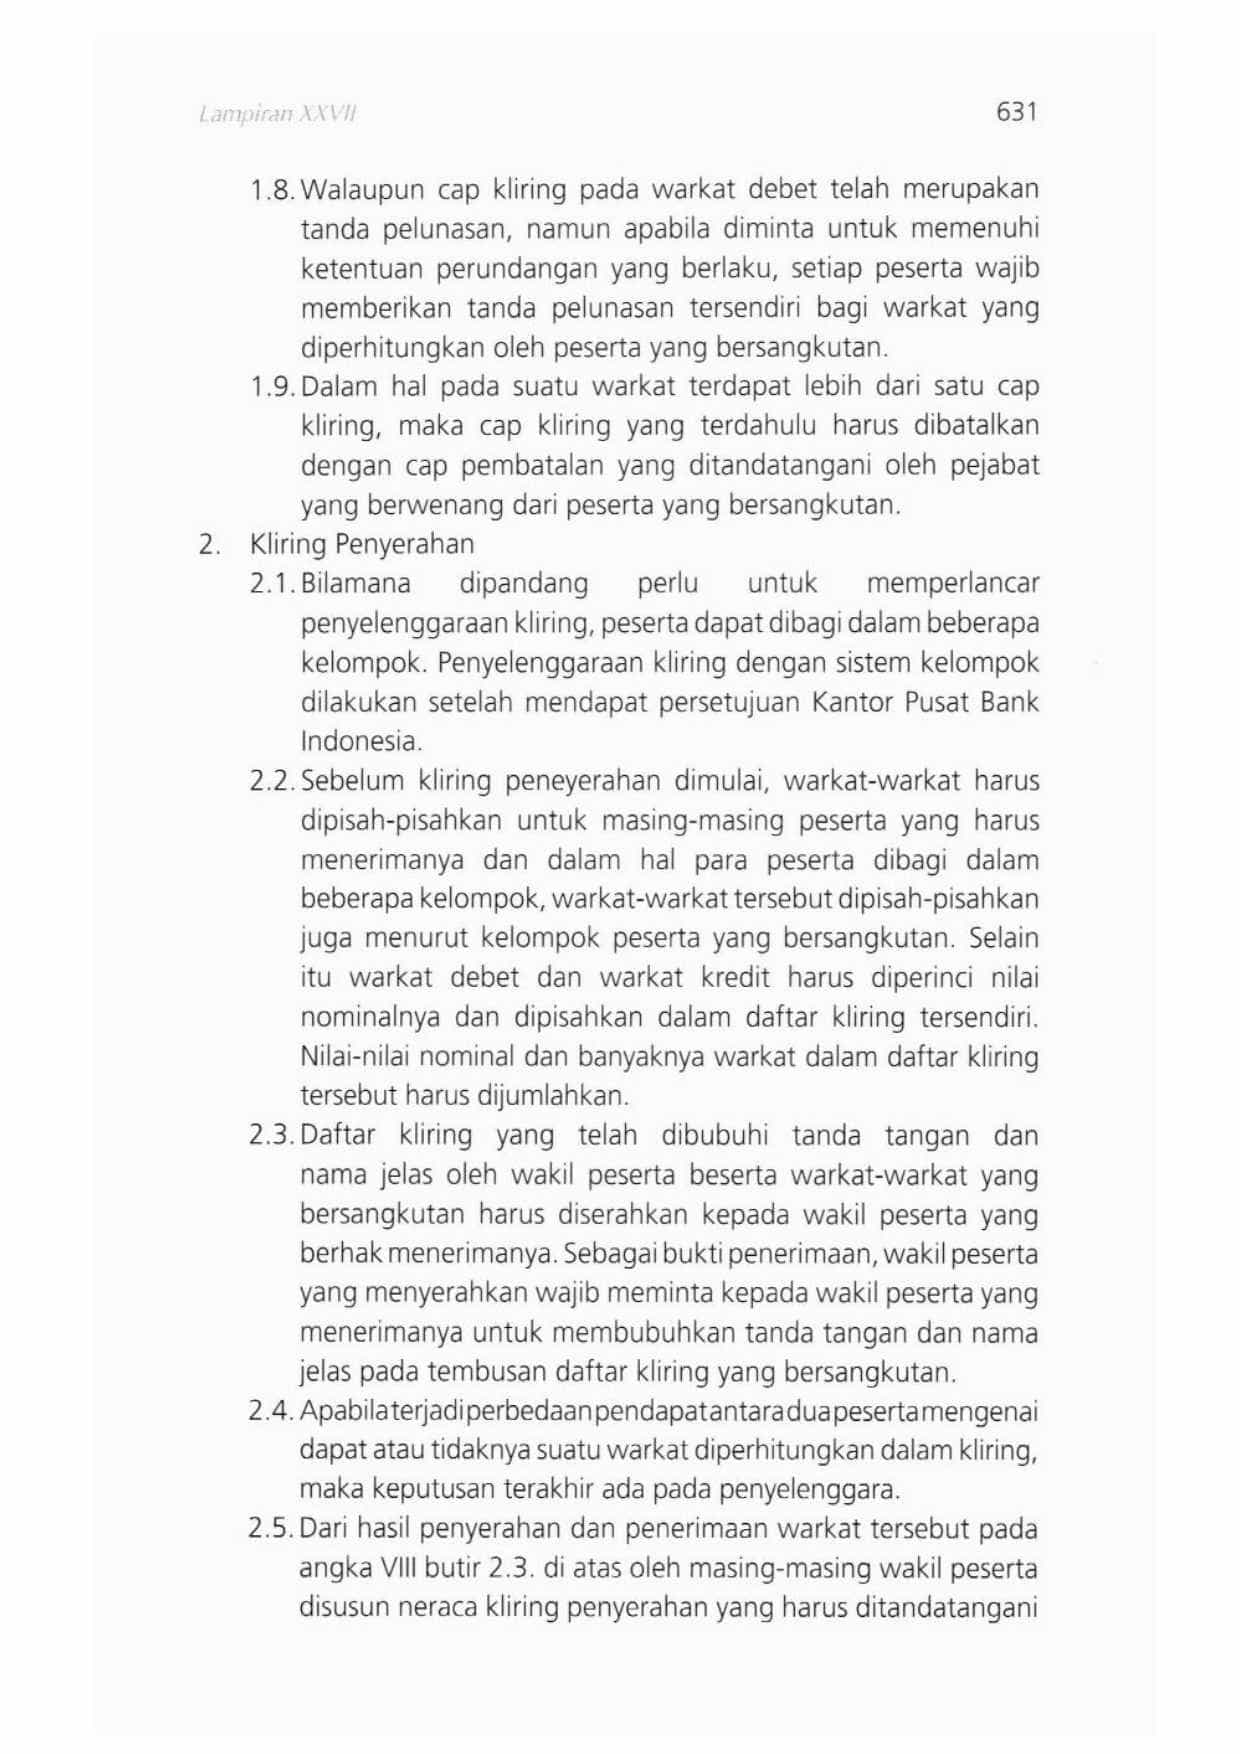 Lampiran XXVII
631
1.8. Walaupun cap kliring pada warkat debet telah merupakan
tanda pelunasan, namun apabila diminta untuk memenuhi
ketentuan perundangan yang berlaku, setiap peserta wajib
memberikan tanda pelunasan tersendiri bagi warkat yang
diperhitungkan oleh peserta yang bersangkutan.
1.9. Dalam hal pada suatu warkat terdapat lebih dari satu cap
kliring, maka cap kliring yang terdahulu harus dibatalkan
dengan cap pembatalan yang ditandatangani oleh pejabat
yang berwenang dari peserta yang bersangkutan.
2. Kliring Penyerahan
2.1. Bilamana dipandang perlu untuk memperlancar
penyelenggaraan kliring, peserta dapat dibagi dalam beberapa
kelompok. Penyelenggaraan kliring dengan sistem kelompok
dilakukan setelah mendapat persetujuan Kantor Pusat Bank
Indonesia.
2.2. Sebelum kliring peneyerahan dimulai, warkat-warkat harus
dipisah-pisahkan untuk masing-masing peserta yang harus
menerimanya dan dalam hal para peserta dibagi dalam
beberapa kelompok, warkat-warkat tersebut dipisah-pisahkan
juga menurut kelompok peserta yang bersangkutan. Selain
itu warkat debet dan warkat kredit harus diperinci nilai
nominalnya dan dipisahkan dalam daftar kliring tersendiri.
Nilai-nilai nominal dan banyaknya warkat dalam daftar kliring
tersebut harus dijumlahkan.
2.3. Daftar kliring yang telah dibubuhi tanda tangan dan
nama jelas oleh wakil peserta beserta warkat-warkat yang
bersangkutan harus diserahkan kepada wakil peserta yang
berhak menerimanya. Sebagai bukti penerimaan, wakil peserta
yang menyerahkan wajib meminta kepada wakil peserta yang
menerimanya untuk membubuhkan tanda tangan dan nama
jelas pada tembusan daftar kliring yang bersangkutan.
2.4. Apabila terjadi perbedaan pendapat antara dua peserta mengenai
dapat atau tidaknya suatu warkat diperhitungkan dalam kliring,
maka keputusan terakhir ada pada penyelenggara.
2.5. Dari hasil penyerahan dan penerimaan warkat tersebut pada
angka VIII butir 2.3. di atas oleh masing-masing wakil peserta
disusun neraca kliring penyerahan yang harus ditandatangani